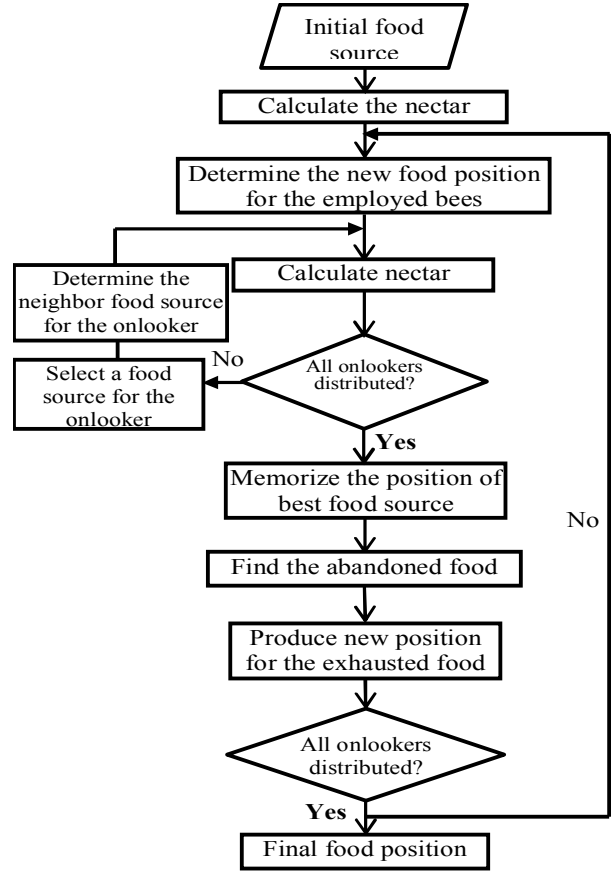 Initial food
source
Calculate the nectar
Determine the new food position
for the employed bees
Calculate nectar
Determine the
neighbor food source
for the onlooker
All onlookers
distributed?
No
Select a food
source for the
onlooker
Yes
Memorize the position of
best food source
No
Find the abandoned food
Produce new position
for the exhausted food
All onlookers
distributed?
Yes
Final food position